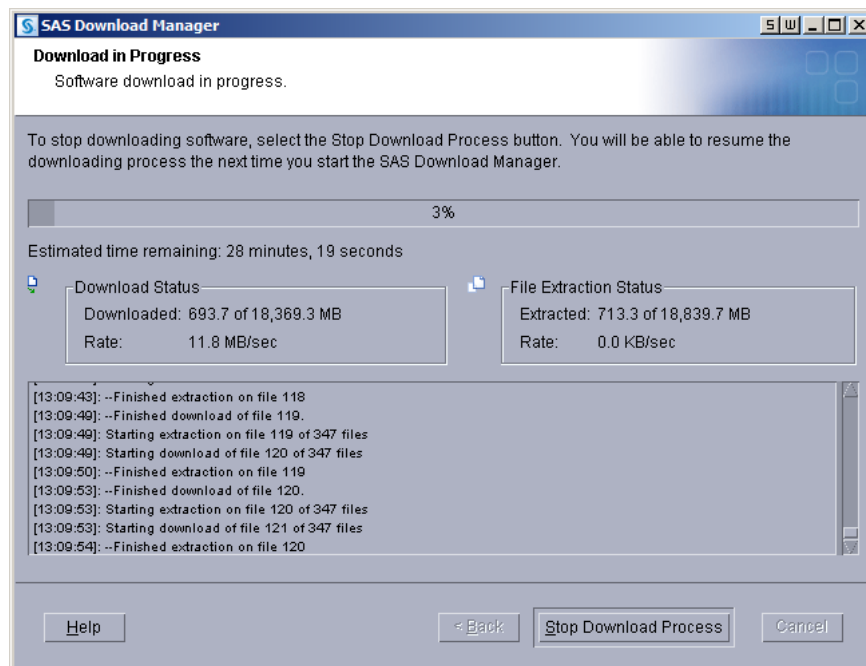 SAS Download Manager
Download in Progress
Software download in progress.
To stop downloading software, select the Stop Download Process button. You will be able to resume the
downloading process the next time you start the SAS Download Manager.
3%
Estimated time remaining: 28 minutes, 19 seconds
Download Status
Downloaded: 693.7 of 18,369.3 MB
Rate: 11.8 MB/sec
File Extraction Status
Extracted: 713.3 of 18,839.7 MB
Rate: 0.0 KB/sec
[13:09:43]: --Finished extraction on file 118
[13:09:49]: --Finished download of file 119.
[13:09:49]: Starting extraction on file 119 of 347 files
[13:09:49]: Starting download of file 120 of 347 files
[13:09:50]: --Finished extraction on file 119
[13:09:53]: --Finished download of file 120.
[13:09:53]: Starting extraction on file 120 of 347 files
[13:09:53]: Starting download of file 121 of 347 files
[13:09:54]: --Finished extraction on file 120
Help
< Back
Stop Download Process
Cancel